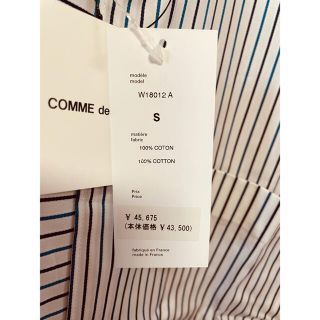 COMME de
modèle
model
W18012 A
S
matière
fabric
100% COTON
100% COTTON
Prix
Price
¥ 45,675
(本体価格 ¥ 43,500)
fabriqué en France
made in France